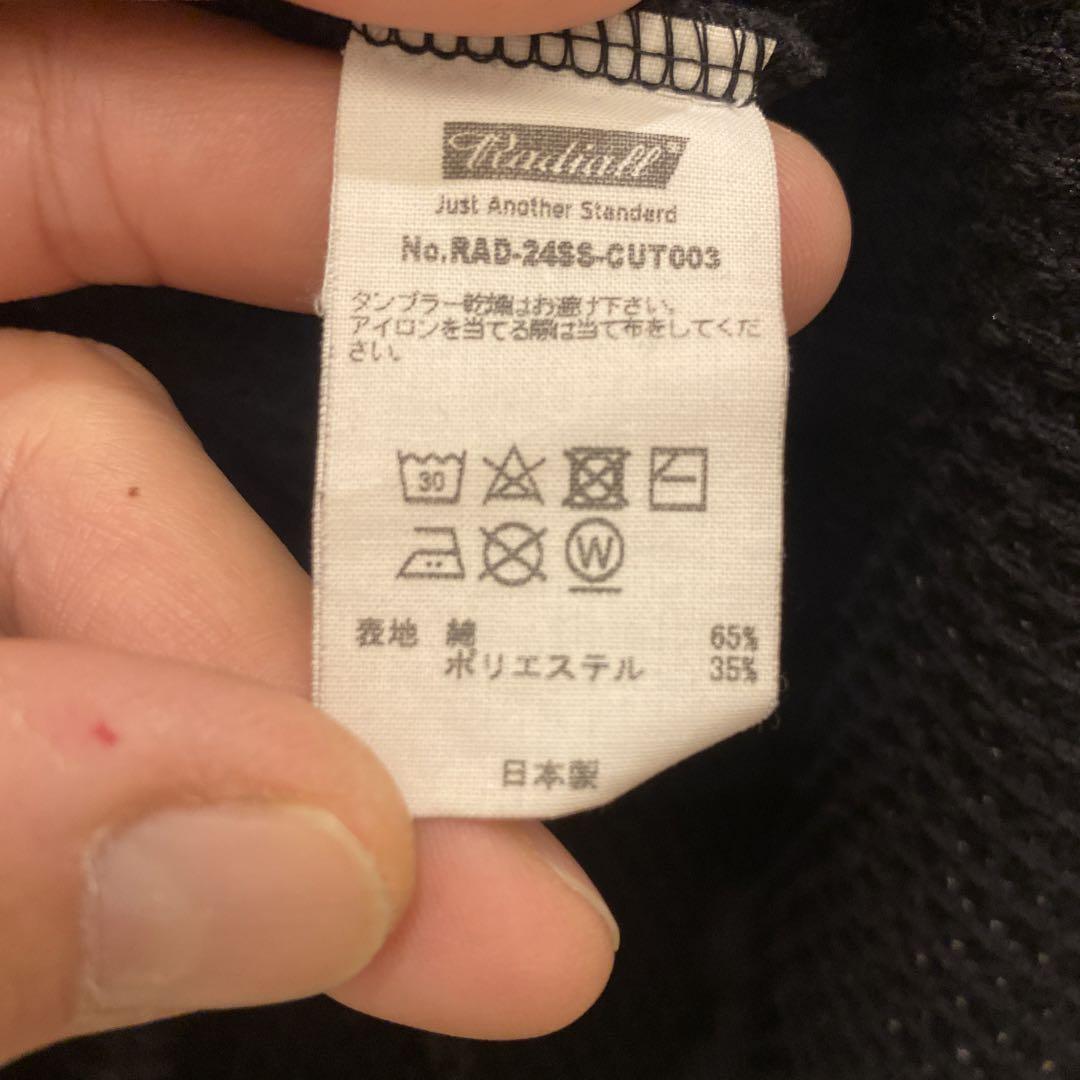 Radiall
Just Another Standard
No.RAD-24SS-CUT003
タンブラー乾燥はお避け下さい。
アイロンを当てる際は当て布をしてくだ
さい。
30
W
表地 綿 65%
ポリエステル 35%
日本製